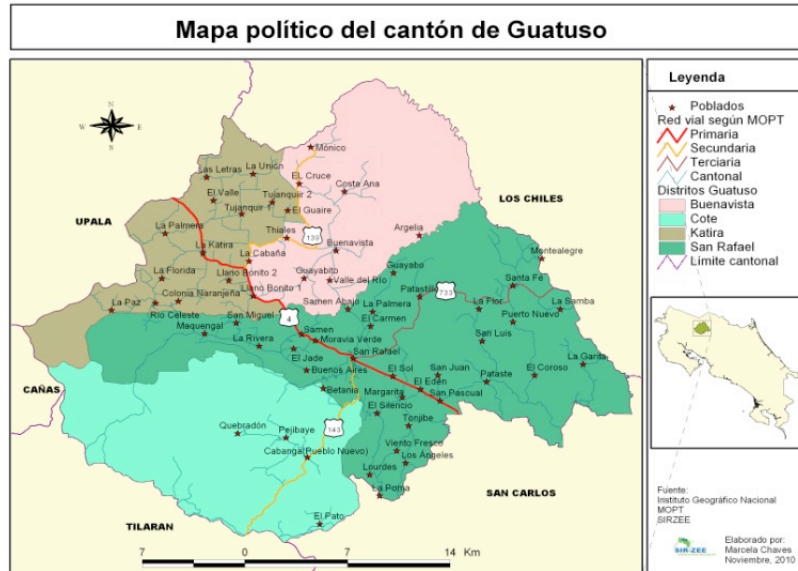 Mapa político del cantón de Guatuso
N
W E
S
UPALA
LOS CHILES
CAÑAS
TILARAN
SAN CARLOS
Mónico
Las Letras
La Unión
EL Cruce
Costa Ana
El Valle
Tujanquir 2
Tujanquir 1
El Guaire
La Palmera
Thiales
139
Argelia
La Katira
Buenavista
La Cabaña
Montealegre
La Florida
Llano Bonito 2
Guayabito
Valle del Río
Guayabo
Santa Fé
Colonia Naranjeña
Llano Bonito 1
Patastillo
733
La Paz
Samen Abajo
La Palmera
La Flor
La Samba
Río Celeste
San Miguel
4
El Carmen
Puerto Nuevo
Maquengal
Samen
Moravia Verde
San Luis
La Rivera
El Jade
San Rafael
Buenos Aires
El Sol
San Juan
La Garita
El Edén
Pataste
El Coroso
Betania
Margarita
San Pascual
El Silencio
Quebradón
143
Tonjibe
Pejibaye
Cabanga (Pueblo Nuevo)
Viento Fresco
Los Ángeles
Lourdes
La Poma
El Pato
7 0 7 14 Km
Leyenda
Poblados
Red vial según MOPT
Primaria
Secundaria
Terciaria
Cantonal
Distritos Guatuso
Buenavista
Cote
Katira
San Rafael
Límite cantonal
Fuente:
Instituto Geográfico Nacional
MOPT
SIRZEE
SIR-ZEE
Elaborado por:
Marcela Chaves
Noviembre, 2010